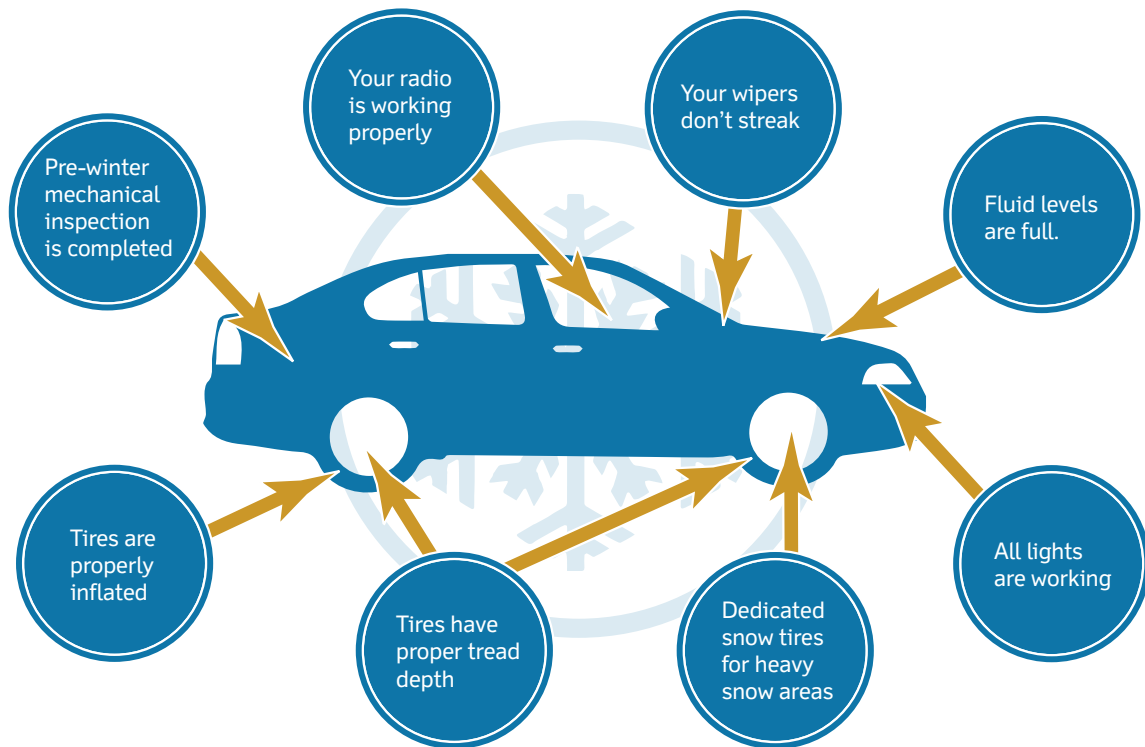 Your radio
is working
properly
Your wipers
don’t streak
Pre-winter
mechanical
inspection
is completed
Fluid levels
are full.
Tires are
properly
inflated
Tires have
proper tread
depth
Dedicated
snow tires
for heavy
snow areas
All lights
are working